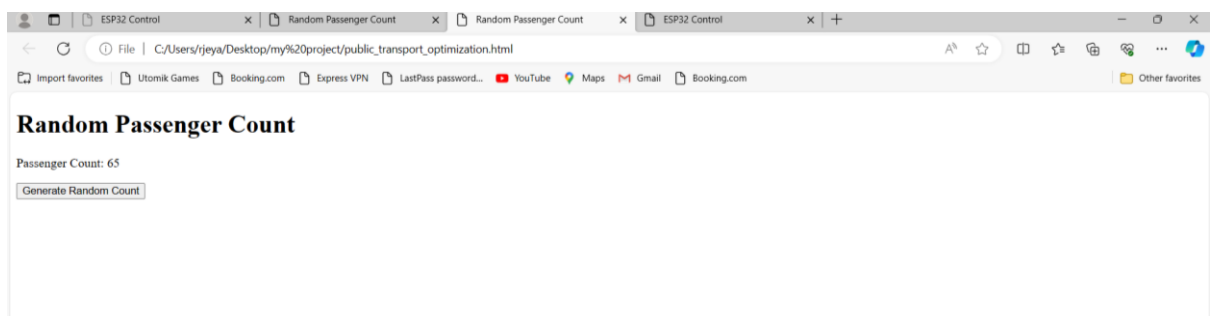 ESP32 Control
Random Passenger Count
Random Passenger Count
ESP32 Control
File | C:/Users/rjeya/Desktop/my%20project/public_transport_optimization.html
Import favorites
Utomik Games
Booking.com
Express VPN
LastPass password...
YouTube
Maps
Gmail
Booking.com
Other favorites
Random Passenger Count
Passenger Count: 65
Generate Random Count